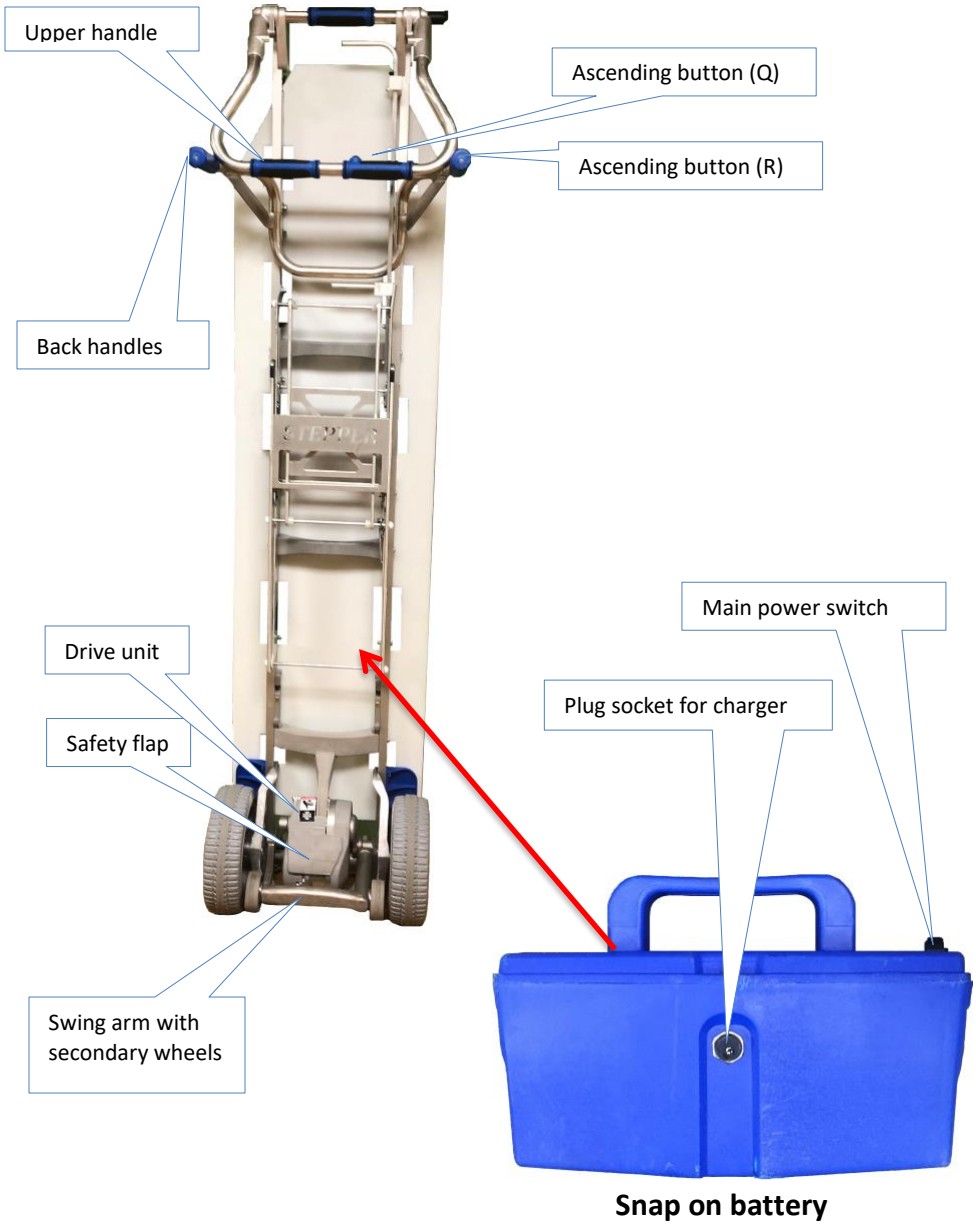 Upper handle
Ascending button (Q)
Ascending button (R)
Back handles
STEPPER
Main power switch
Drive unit
Plug socket for charger
Safety flap
Swing arm with
secondary wheels
Snap on battery